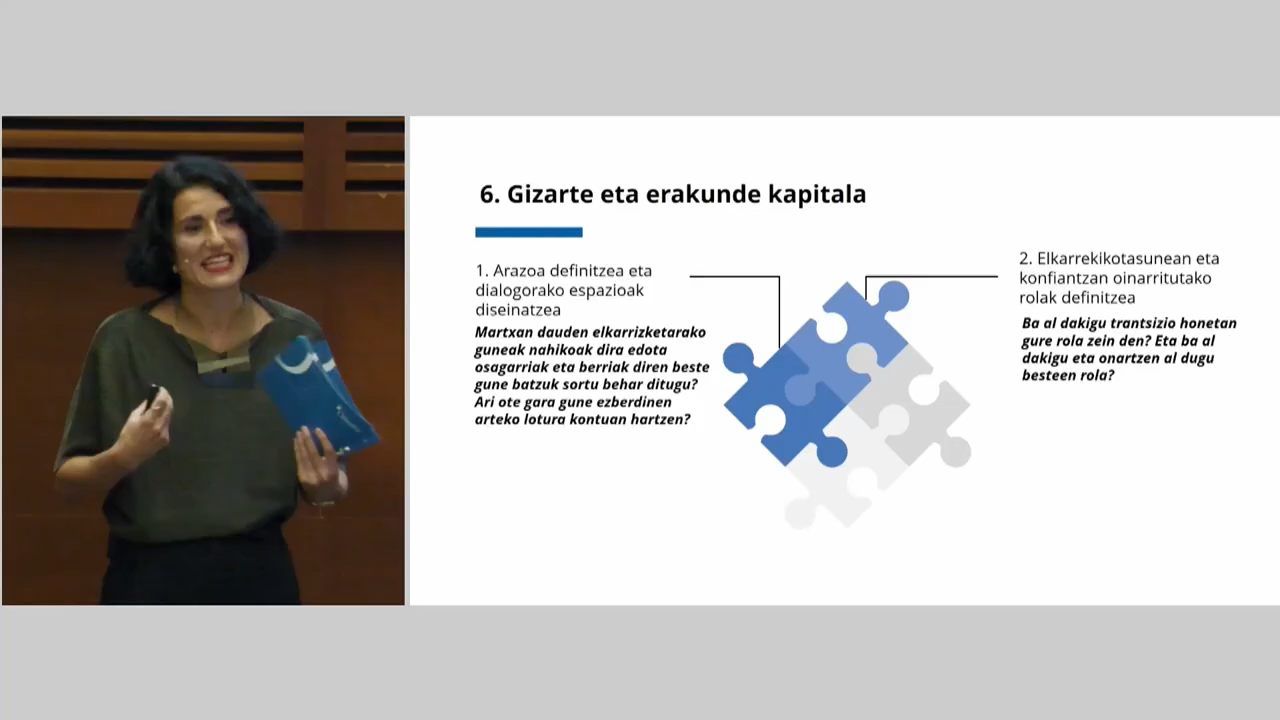 6. Gizarte eta erakunde kapitala
1. Arazoa definitzea eta
dialogorako espazioak
diseinatzea
Martxan dauden elkarrizketarako
guneak nahikoak dira edota
osagarriak eta berriak diren beste
gune batzuk sortu behar ditugu?
Ari ote gara gune ezberdinen
arteko lotura kontuan hartzen?
2. Elkarrekikotasunean eta
konfiantzan oinarritutako
rolak definitzea
Ba al dakigu trantsizio honetan
gure rola zein den? Eta ba al
dakigu eta onartzen al dugu
besteen rola?